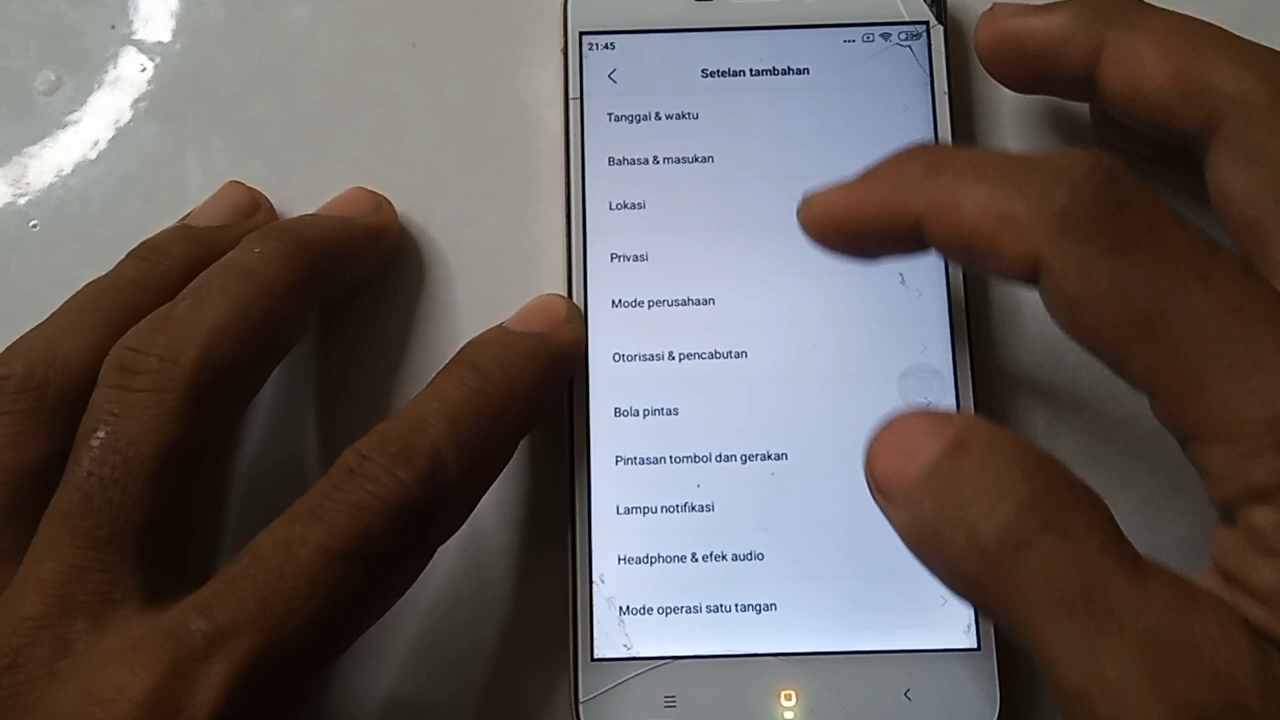 21:45
Setelan tambahan
Tanggal & waktu
Bahasa & masukan
Lokasi
Privasi
Mode perusahaan
Otorisasi & pencabutan
Bola pintas
Pintasan tombol dan gerakan
Lampu notifikasi
Headphone & efek audio
Mode operasi satu tangan